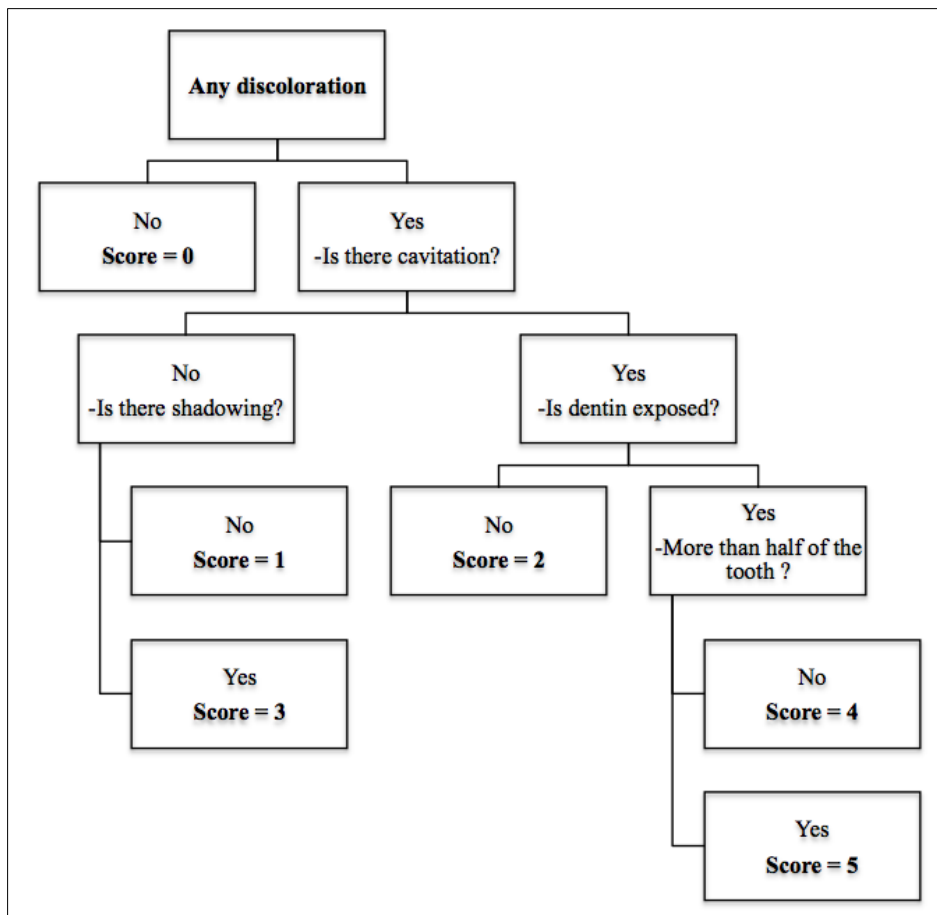 Any discoloration
No
Score = 0
Yes
-Is there cavitation?
No
-Is there shadowing?
Yes
-Is dentin exposed?
No
Score = 1
Yes
Score = 3
No
Score = 2
Yes
-More than half of the
tooth ?
No
Score = 4
Yes
Score = 5